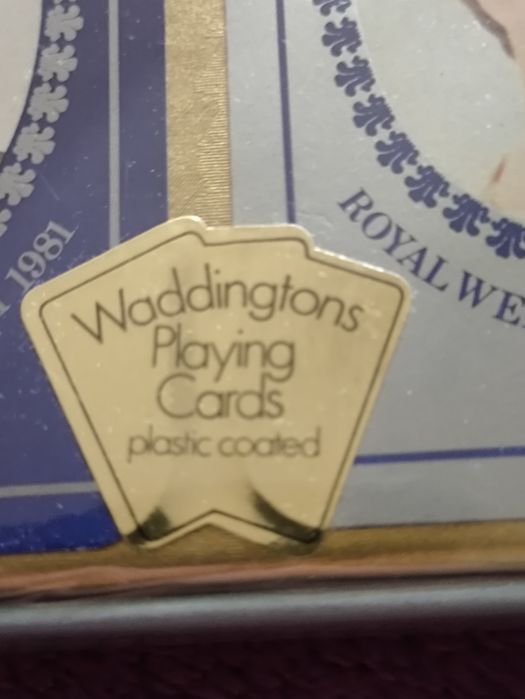 1981
ROYAL WE
Waddingtons
Playing
Cards
plastic coated